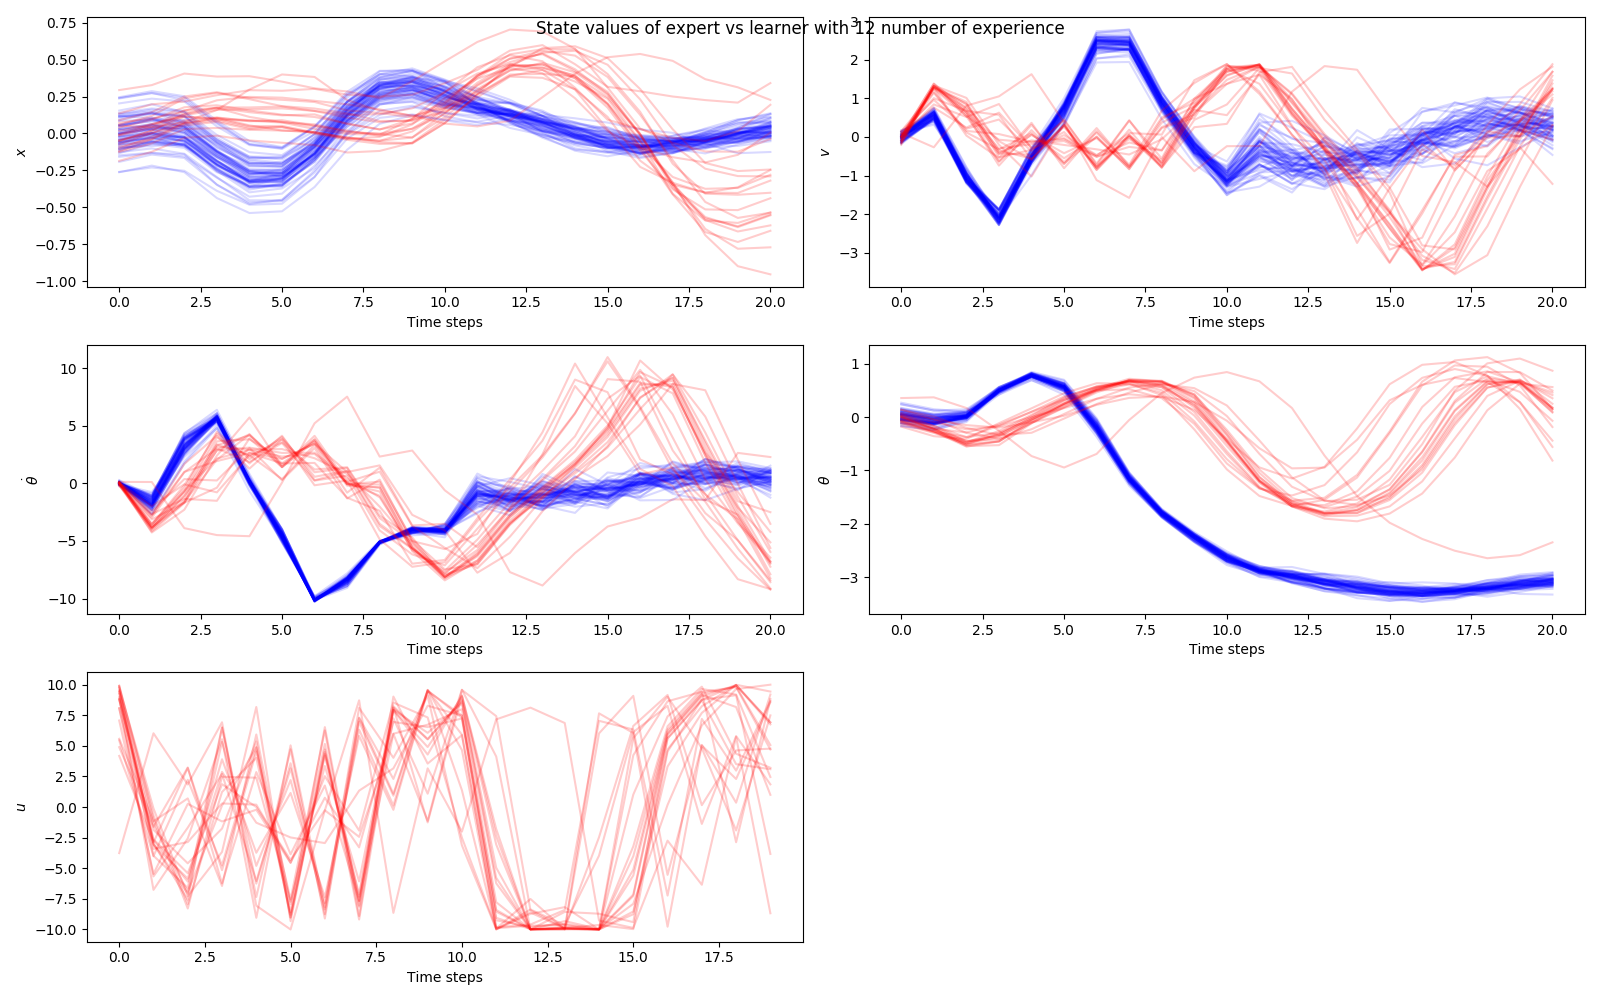 State values of expert vs learner with 12 number of experience
0.75
0.50
0.25
0.00
−0.25
−0.50
−0.75
−1.00
x
0.0 2.5 5.0 7.5 10.0 12.5 15.0 17.5 20.0
Time steps
3
2
1
0
−1
−2
−3
v
0.0 2.5 5.0 7.5 10.0 12.5 15.0 17.5 20.0
Time steps
10
5
0
−5
−10
θ̇
0.0 2.5 5.0 7.5 10.0 12.5 15.0 17.5 20.0
Time steps
1
0
−1
−2
−3
θ
0.0 2.5 5.0 7.5 10.0 12.5 15.0 17.5 20.0
Time steps
10.0
7.5
5.0
2.5
0.0
−2.5
−5.0
−7.5
−10.0
u
0.0 2.5 5.0 7.5 10.0 12.5 15.0 17.5
Time steps